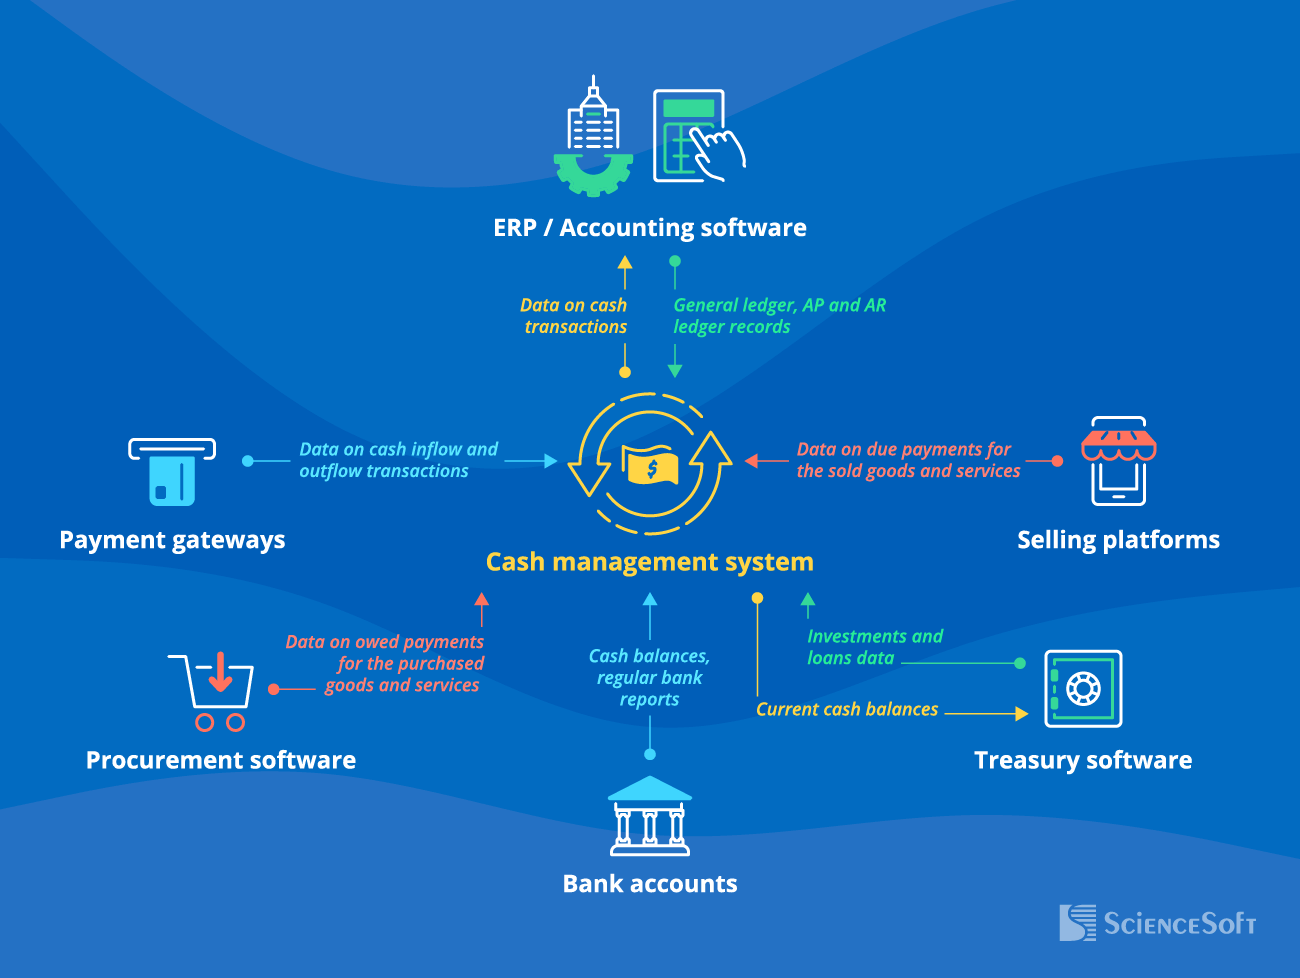 ERP / Accounting software
Data on cash
transactions
General ledger, AP and AR
ledger records
Data on cash inflow and
outflow transactions
$
Data on due payments for
the sold goods and services
Payment gateways
Selling platforms
Cash management system
Data on owed payments
for the purchased
goods and services
Cash balances,
regular bank
reports
Investments and
loans data
Current cash balances
Procurement software
Treasury software
Bank accounts
ScienceSoft